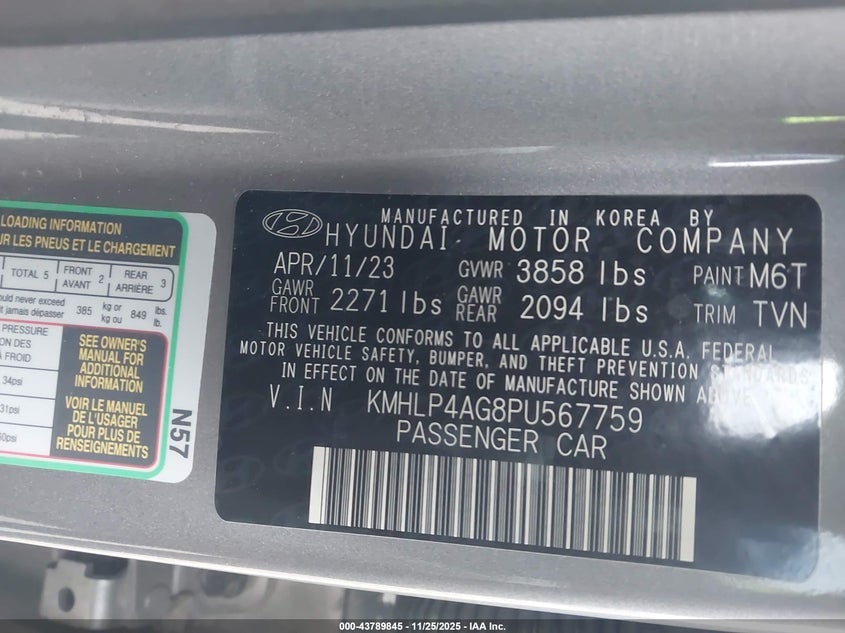 LOADING INFORMATION
UR LES PNEUS ET LE CHARGEMENT
TOTAL 5 FRONT AVANT 2 REAR ARRIÈRE 3
ould never exceed 385 kg or 849 lbs.
it jamais dépasser kg ou lb.
PRESSURE
ON DES
À FROID
34psi
31psi
60psi
SEE OWNER'S
MANUAL FOR
ADDITIONAL
INFORMATION
VOIR LE MANUEL
DE L'USAGER
POUR PLUS DE
RENSEIGNEMENTS
N57
MANUFACTURED IN KOREA BY
HYUNDAI MOTOR COMPANY
APR/11/23 GVWR 3858 lbs PAINT M6T
GAWR FRONT 2271 lbs GAWR REAR 2094 lbs TRIM TVN
THIS VEHICLE CONFORMS TO ALL APPLICABLE U.S.A. FEDERAL
MOTOR VEHICLE SAFETY, BUMPER, AND THEFT PREVENTION STANDARDS
IN EFFECT ON THE DATE OF MANUFACTURE SHOWN ABOVE
V.I.N KMHLP4AG8PU567759
PASSENGER CAR
000-43789845 - 11/25/2025 - IAA Inc.